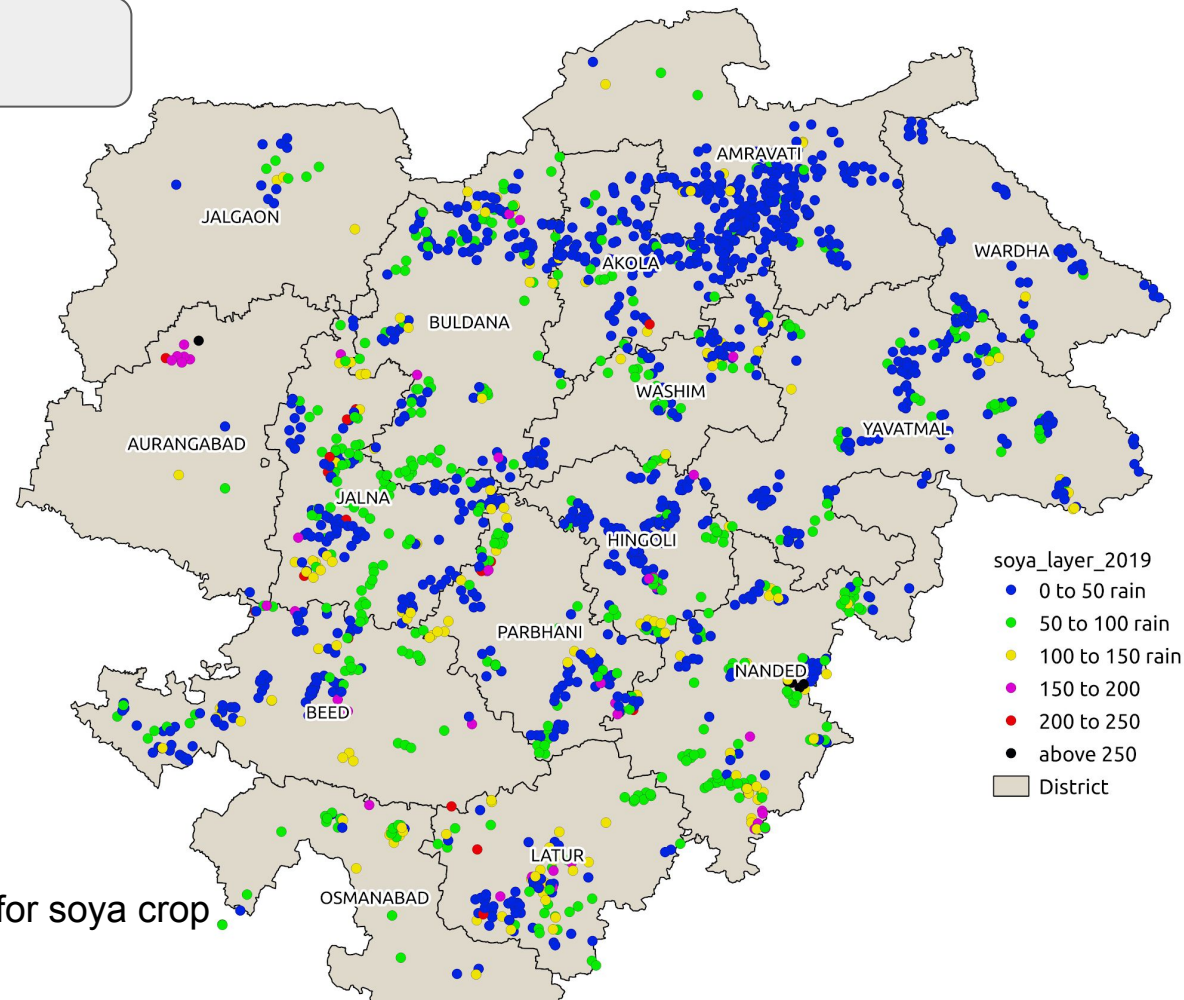 AMRAVATI
JALGAON
WARDHA
AKOLA
BULDANA
WASHIM
YAVATMAL
AURANGABAD
JALNA
HINGOLI
PARBHANI
NANDED
BEED
LATUR
OSMANABAD
for soya crop
soya_layer_2019
0 to 50 rain
50 to 100 rain
100 to 150 rain
150 to 200
200 to 250
above 250
District